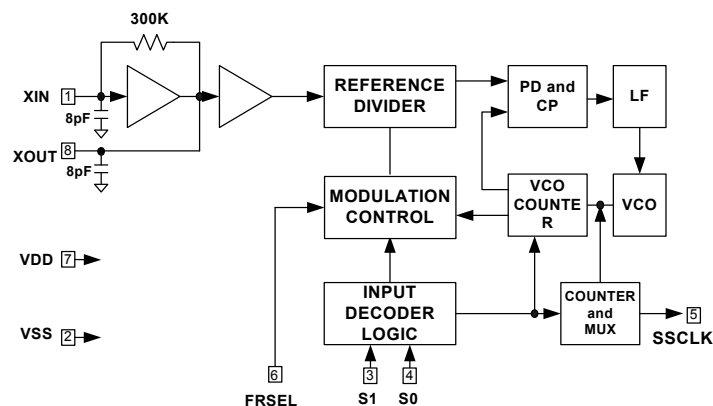 300K
XIN
1
8pF
XOUT
8
8pF
REFERENCE
DIVIDER
PD and
CP
LF
MODULATION
CONTROL
VCO
COUNTE
R
VCO
VDD
7
VSS
2
INPUT
DECODER
LOGIC
COUNTER
and
MUX
5
SSCLK
6
FRSEL
3
S1
4
S0